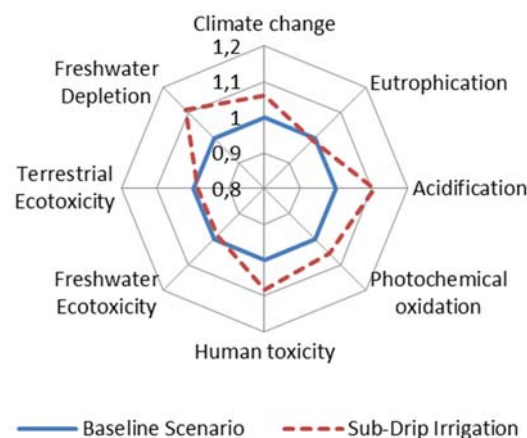 Climate change
1,2
1,1
1
0,9
0,8
Eutrophication
Acidification
Photochemical
oxidation
Human toxicity
Freshwater
Ecotoxicity
Terrestrial
Ecotoxicity
Freshwater
Depletion
Baseline Scenario
Sub-Drip Irrigation